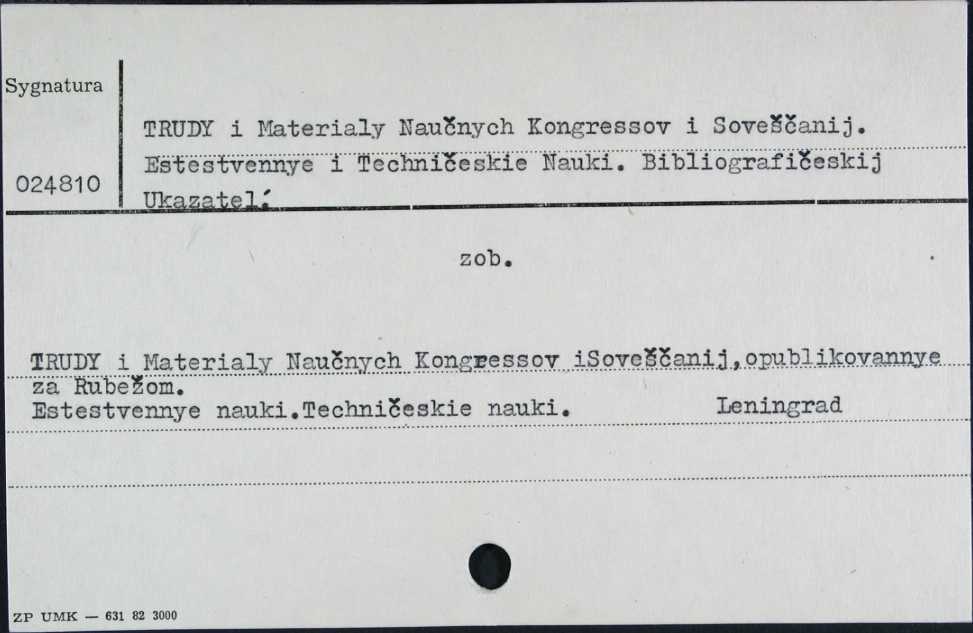 Sygnatura
TRUDY i Materialy Naučnych Kongressov i Soveščanij.
Estestvennye i Techničeskie Nauki. Bibliografičeskij
024810
Ukazatel.́
zob.
TRUDY i Materialy Naučnych Kongressov iSoveščanij,opublikovannye
za Rubežom.
Estestvennye nauki.Techničeskie nauki. Leningrad
ZP UMK — 631 82 3000